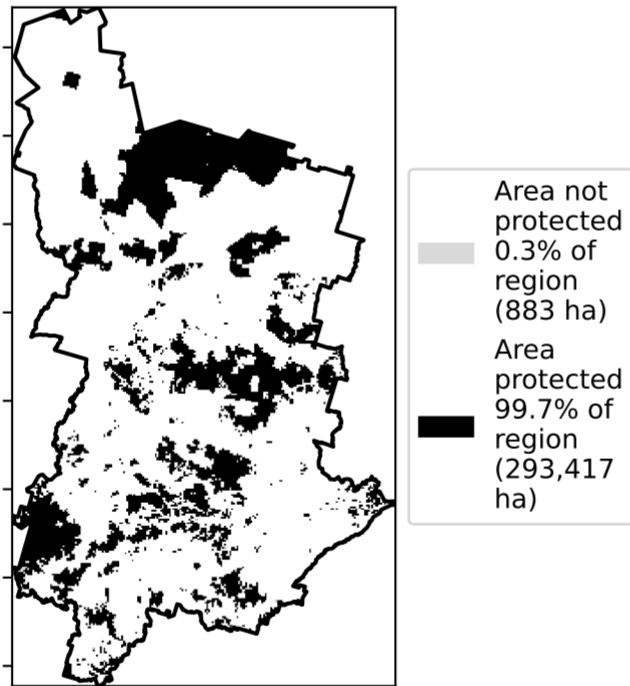 Area not
protected
0.3% of
region
(883 ha)
Area
protected
99.7% of
region
(293,417
ha)